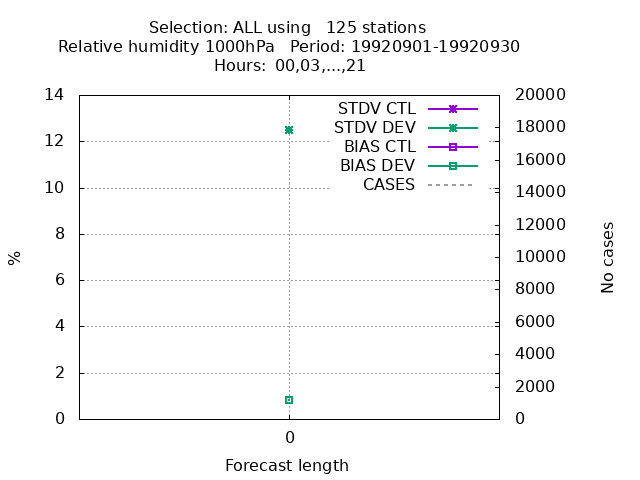 Selection: ALL using   125 stations
Relative humidity 1000hPa   Period: 19920901-19920930
Hours: 00,03,...,21
14
12
10
8
6
4
2
0
%
STDV CTL
STDV DEV
BIAS CTL
BIAS DEV
CASES
20000
18000
16000
14000
12000
10000
8000
6000
4000
2000
0
No cases
0
Forecast length